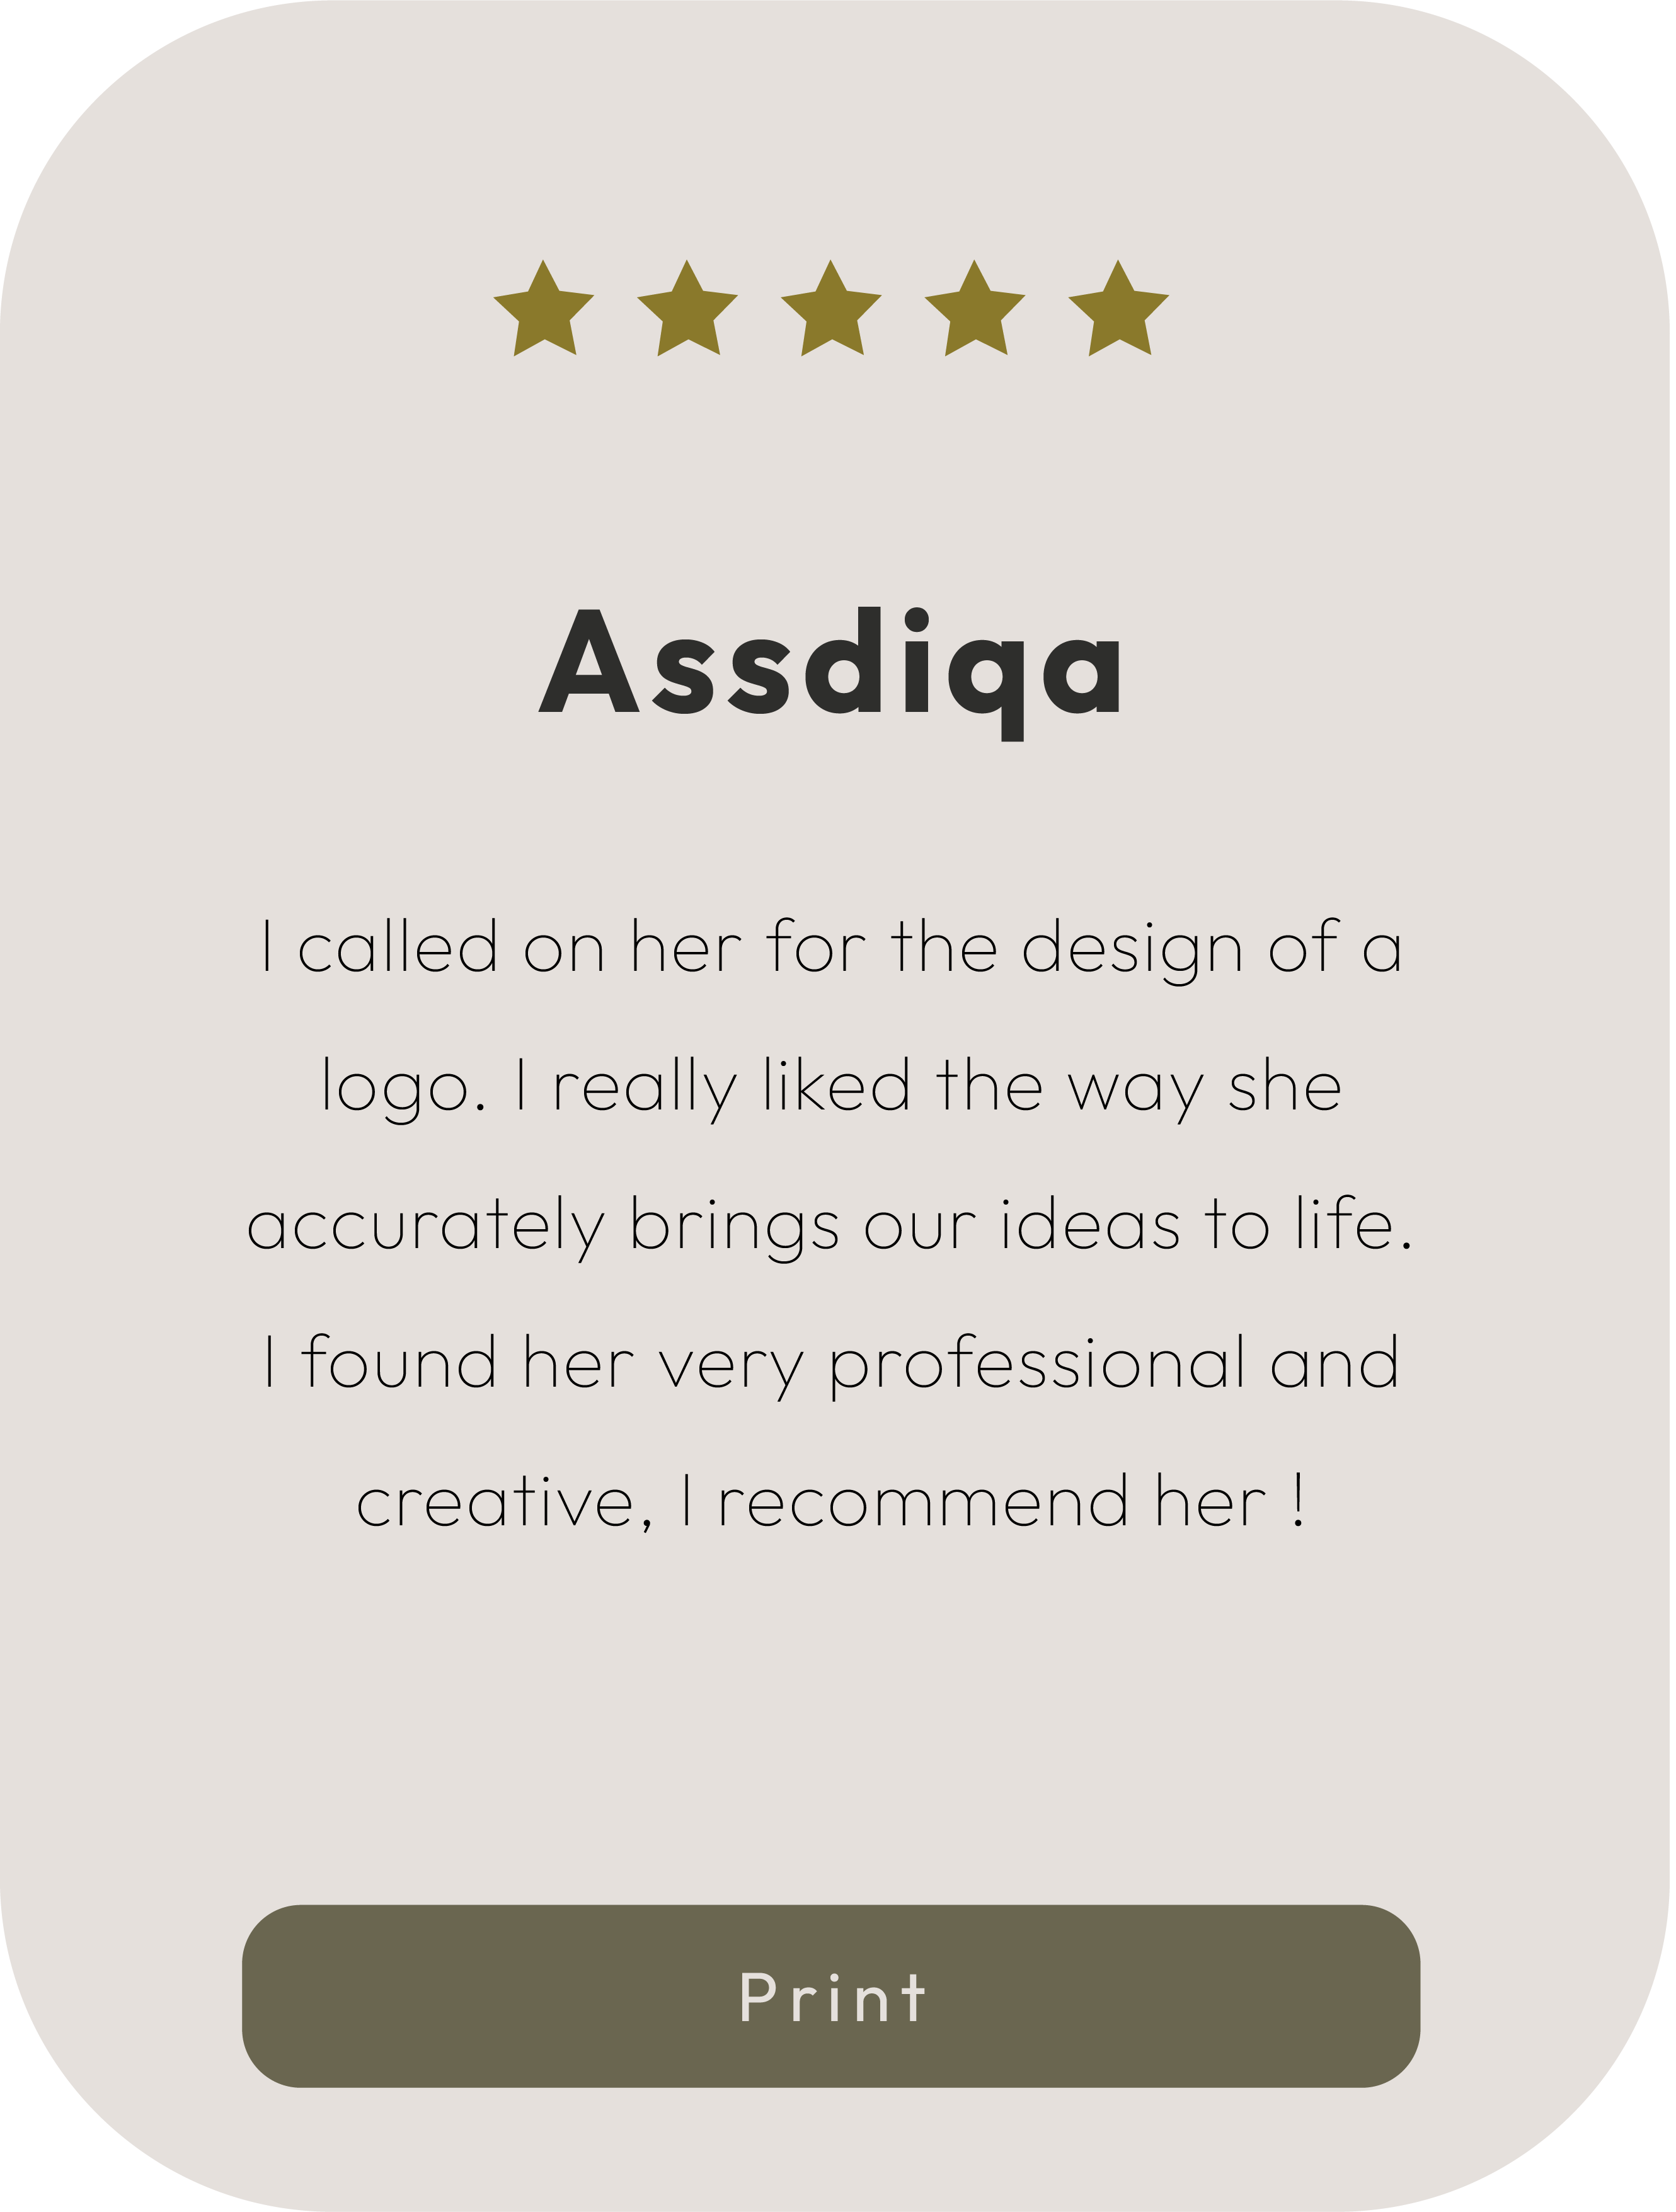 Assdiqa
I called on her for the design of a
logo. I really liked the way she
accurately brings our ideas to life.
I found her very professional and
creative, I recommend her !
Print